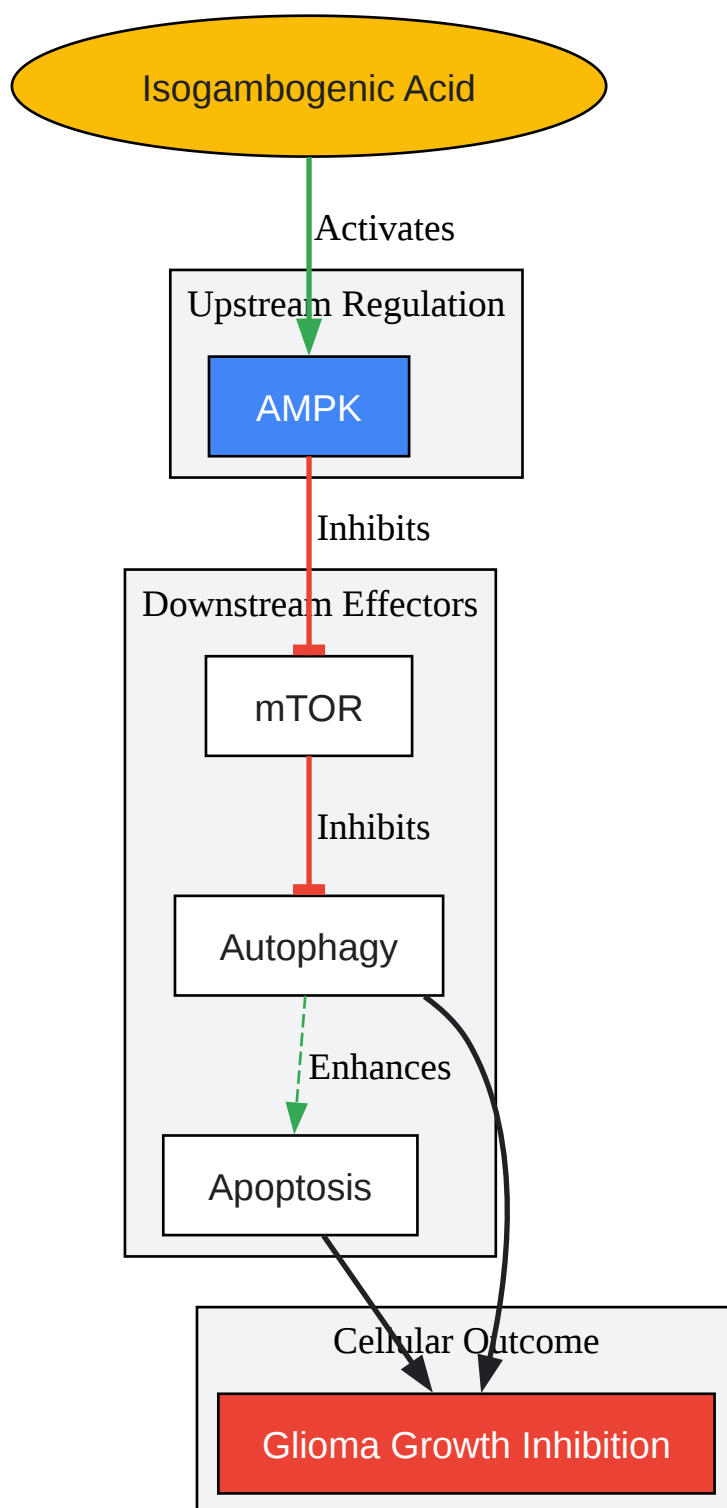 Isogambogenic Acid
Activates
Upstream Regulation
AMPK
Inhibits
Downstream Effectors
mTOR
Inhibits
Autophagy
Enhances
Apoptosis
Cellular Outcome
Glioma Growth Inhibition